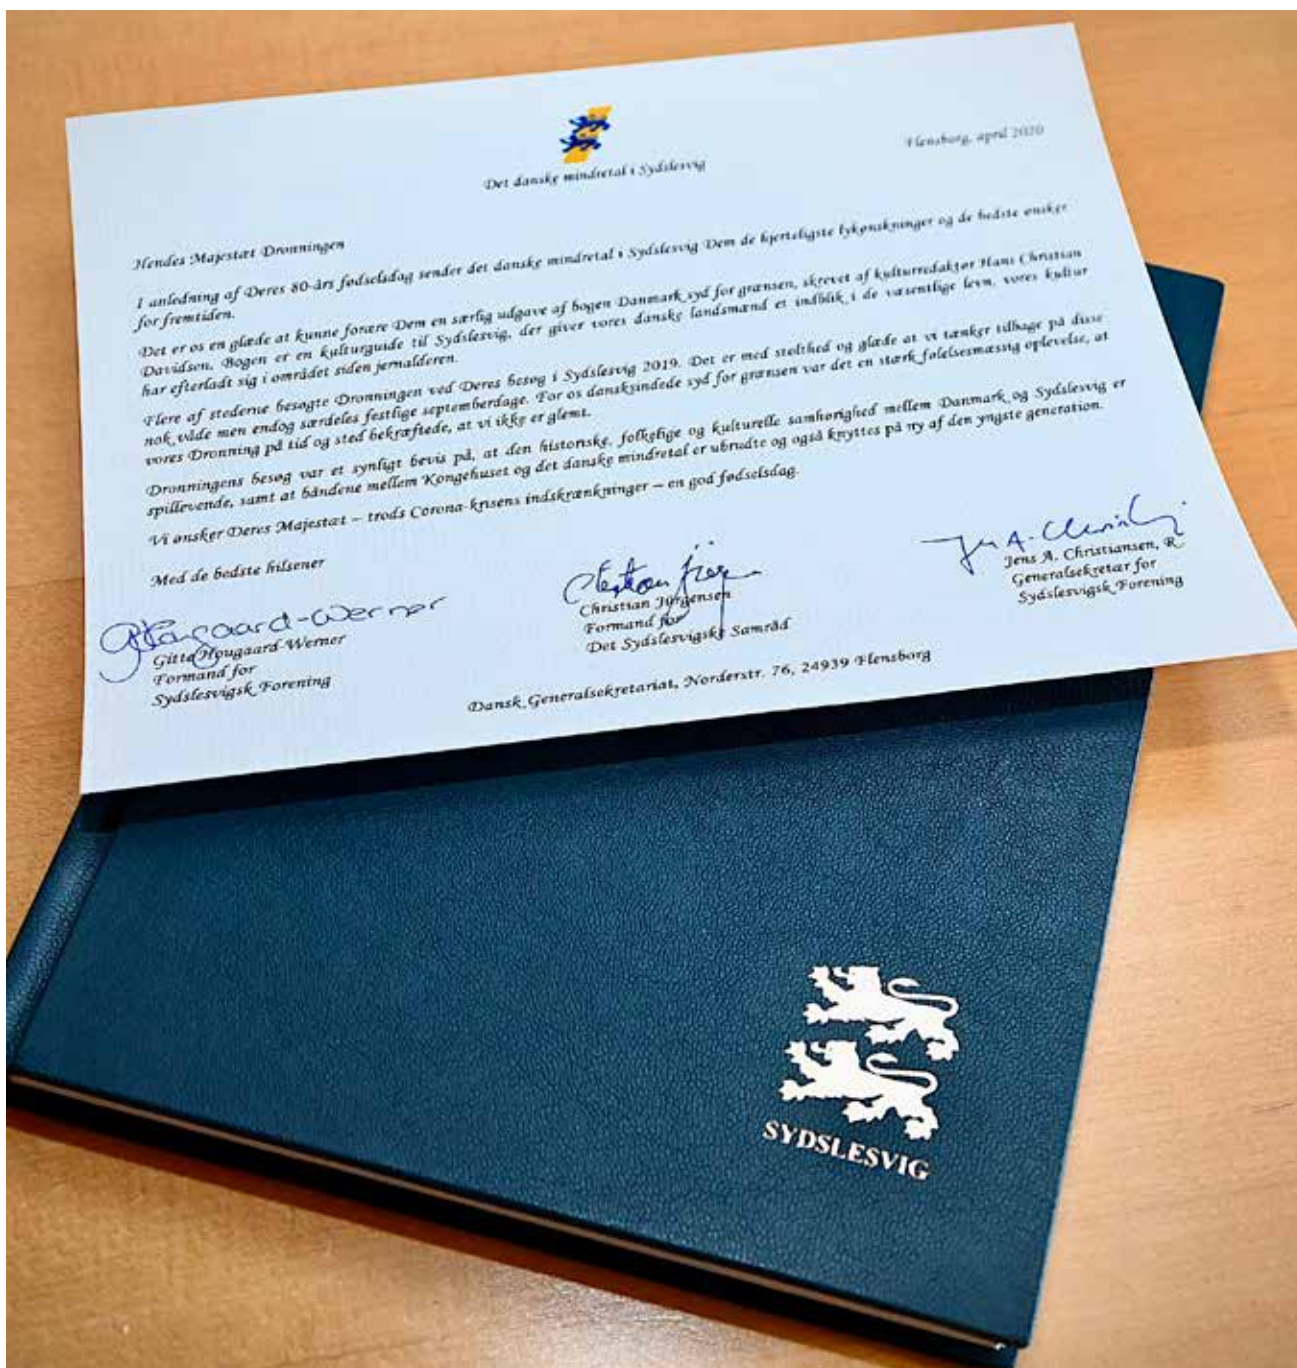 Det danske mindretal i Sydslesvig
Flensborg, april 2020
Hendes Majestæt Dronningen
I anledning af Deres 80-års fødselsdag sender det danske mindretal i Sydslesvig Dem de hjerteligste lykønskninger og de bedste ønsker
for fremtiden.
Det er os en glæde at kunne forære Dem en særlig udgave af bogen Danmark syd for grænsen, skrevet af kulturredaktør Hans Christian
Davidsen. Bogen er en kulturguide til Sydslesvig, der giver vores danske landsmænd et indblik i de væsentlige levn, vores kultur
har efterladt sig i området siden jernalderen.
Flere af stederne besøgte Dronningen ved Deres besøg i Sydslesvig 2019. Det er med stolthed og glæde at vi tænker tilbage på disse
nok våde men endog særdeles festlige septemberdage. For os dansksindede syd for grænsen var det en stærk følelsesmæssig oplevelse, at
vores Dronning på tid og sted bekræftede, at vi ikke er glemt.
Dronningens besøg var et synligt bevis på, at den historiske, folkelige og kulturelle samhørighed mellem Danmark og Sydslesvig er
spillevende, samt at båndene mellem Kongehuset og det danske mindretal er ubrudte og også knyttes på ny af den yngste generation.
Vi ønsker Deres Majestæt – trods Corona-krisens indskrænkninger – en god fødselsdag.
Med de bedste hilsener
Gitte Hougaard-Werner
Formand for
Sydslesvigsk Forening
Christian Jürgensen
Formand for
Det Sydslesvigske Samråd
Jens A. Christiansen, R.
Generalsekretær for
Sydslesvigsk Forening
Dansk Generalsekretariat, Norderstr. 76, 24939 Flensborg
SYDSLESVIG